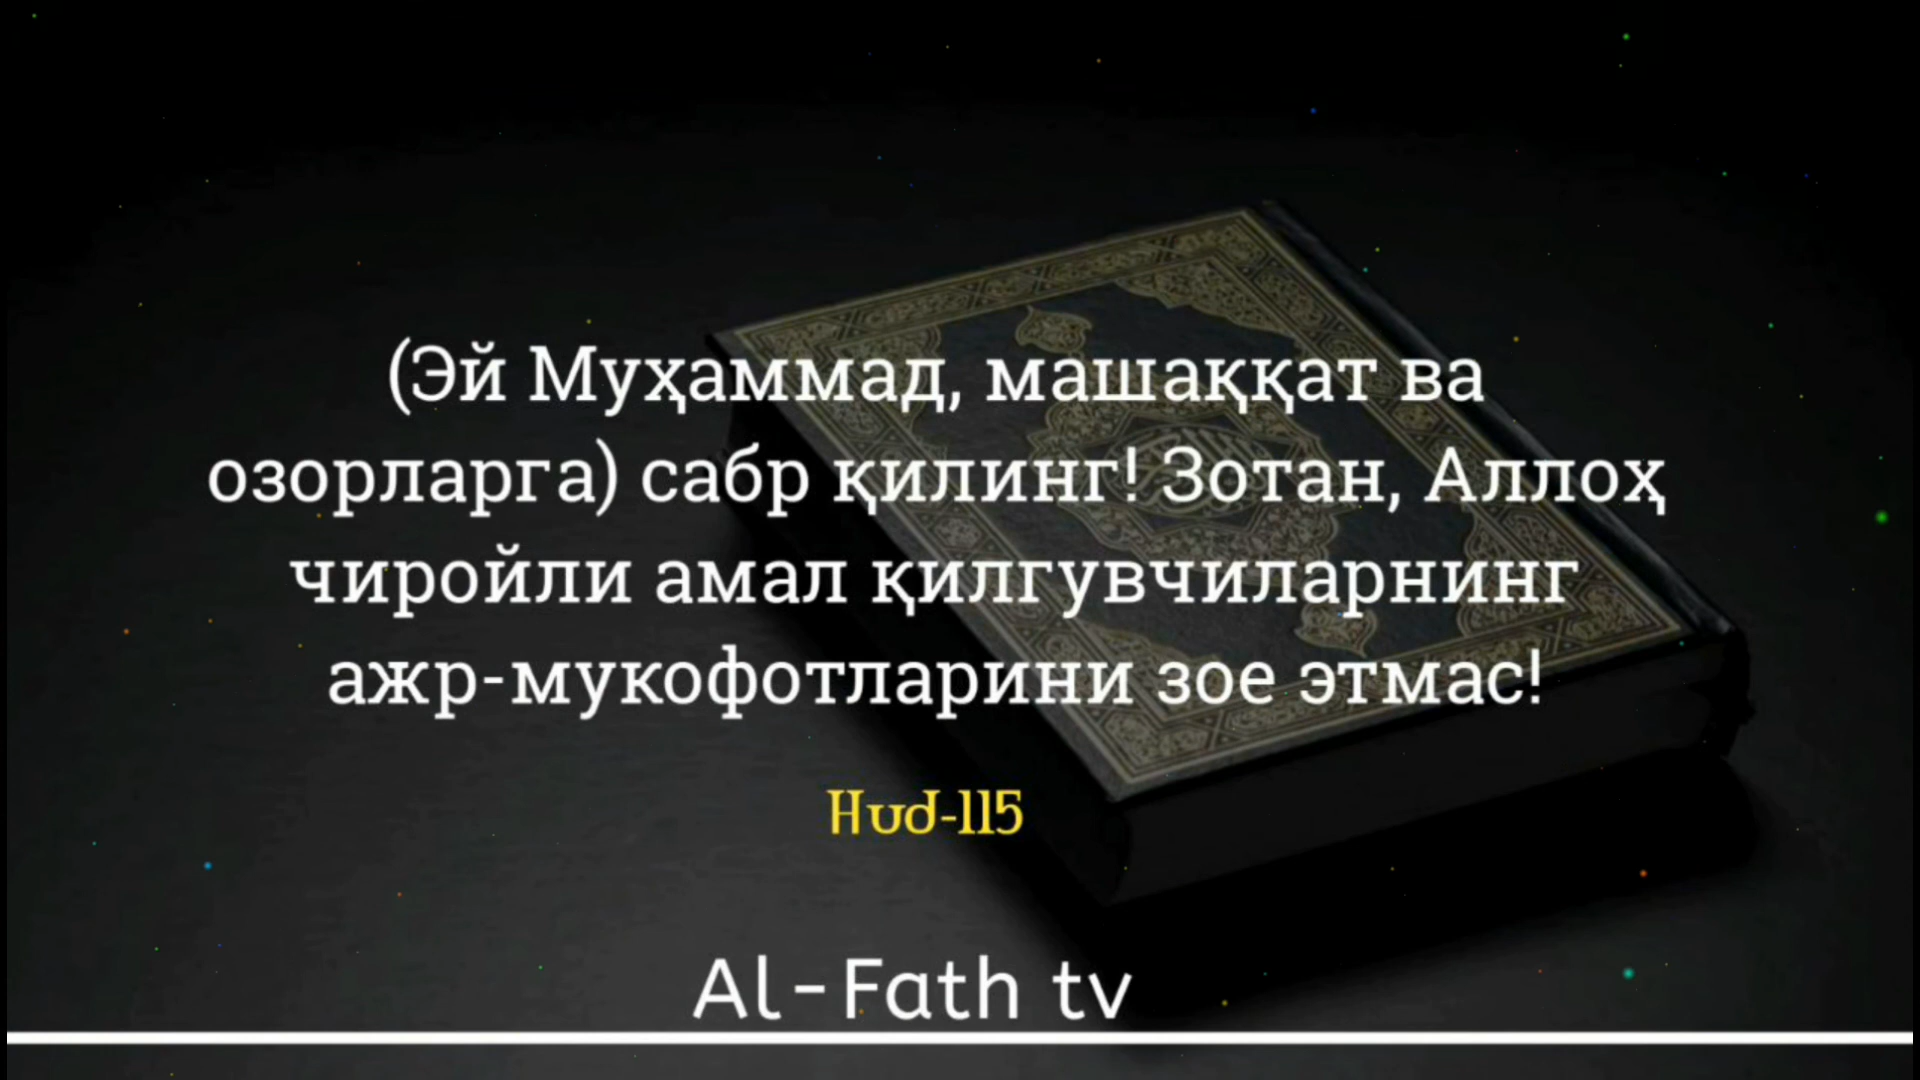 (Эй Муҳаммад, машаққат ва
озорларга) сабр қилинг! Зотан, Аллоҳ
чиройли амал қилгувчиларнинг
ажр-мукофотларини зое этмас!
Hud-115
Al-Fath tv